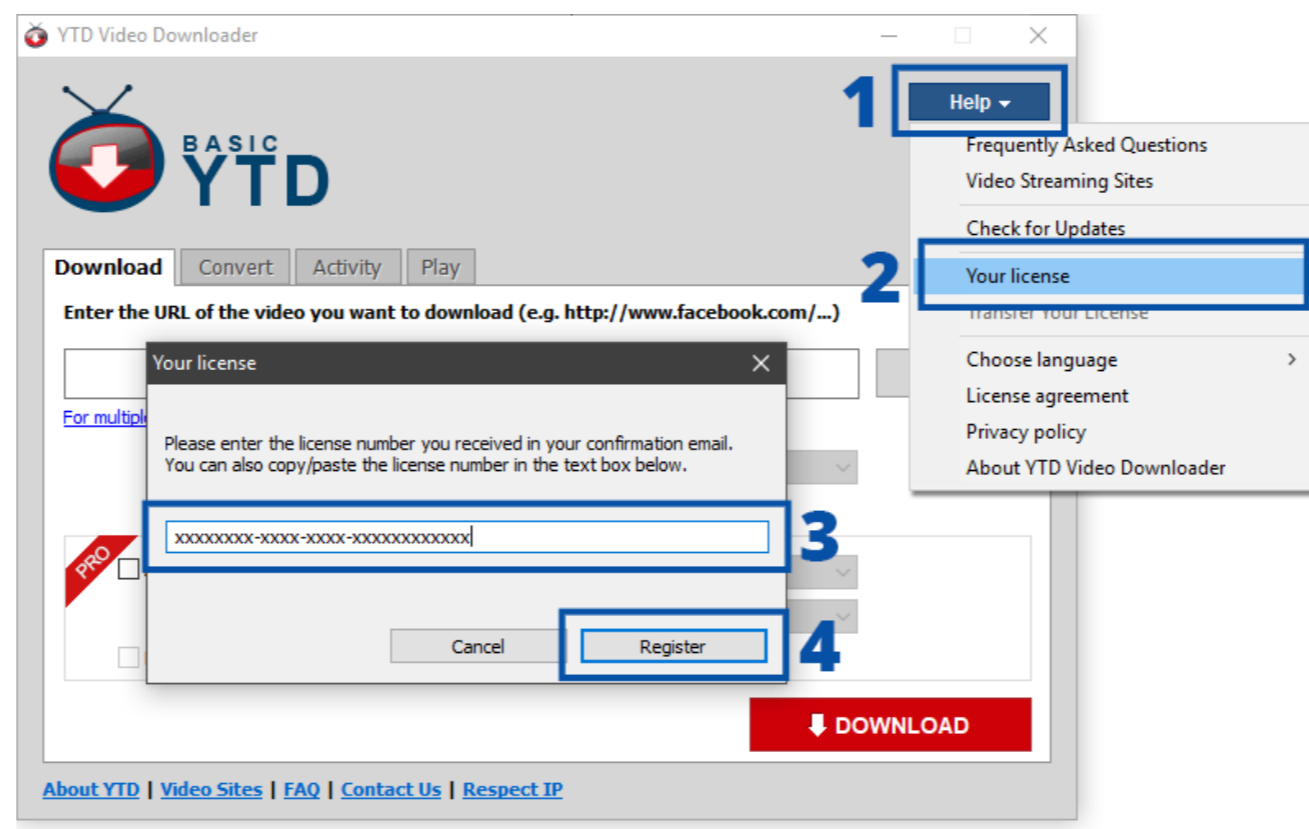 YTD Video Downloader
1
Help
BASIC
YTD
Frequently Asked Questions
Video Streaming Sites
Check for Updates
2
Your license
Transfer Your License
Choose language
License agreement
Privacy policy
About YTD Video Downloader
Download Convert Activity Play
Enter the URL of the video you want to download (e.g. http://www.facebook.com/...)
For multiple
Your license
Please enter the license number you received in your confirmation email.
You can also copy/paste the license number in the text box below.
xxxxxxxx-xxxx-xxxx-xxxxxxxxxxxx
3
PRO
Cancel Register
4
DOWNLOAD
About YTD | Video Sites | FAQ | Contact Us | Respect IP